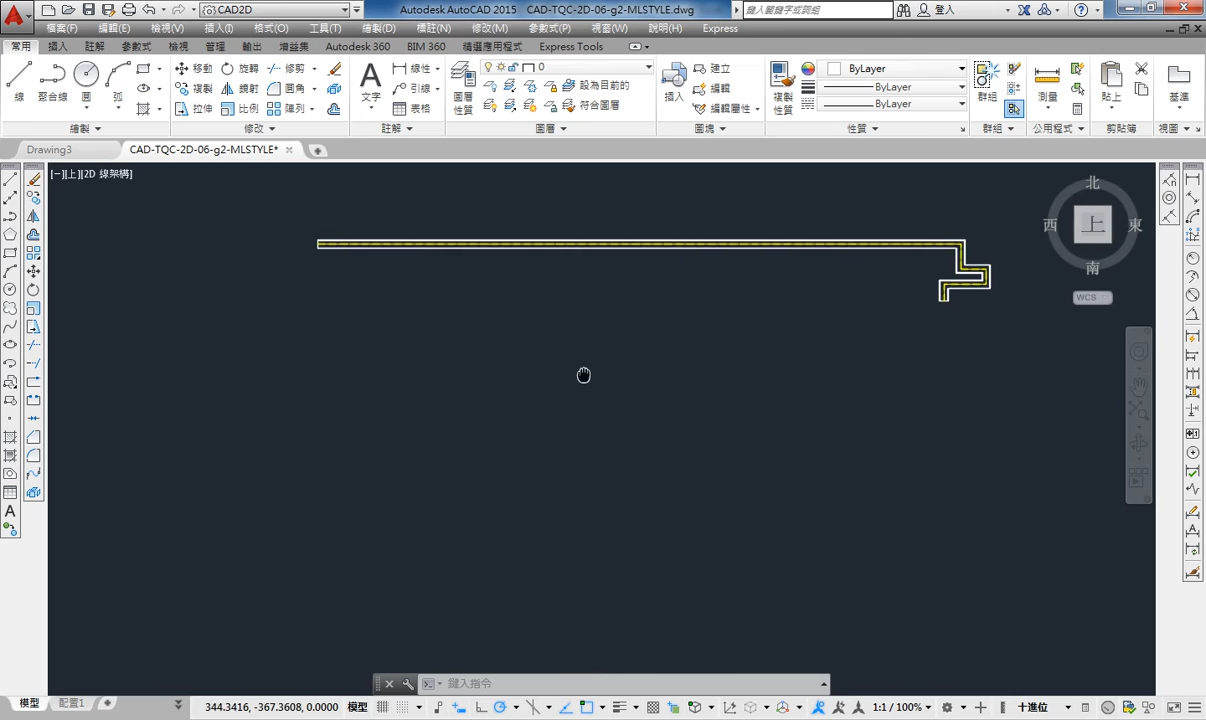 CAD2D
Autodesk AutoCAD 2015 CAD-TQC-2D-06-g2-MLSTYLE.dwg
鍵入關鍵字或詞組
登入
檔案(F) 編輯(E) 檢視(V) 插入(I) 格式(O) 工具(T) 繪製(D) 標註(N) 修改(M) 參數式(P) 視窗(W) 說明(H) Express
常用 插入 註解 參數式 檢視 管理 輸出 增益集 Autodesk 360 BIM 360 精選應用程式 Express Tools
移動 旋轉 修剪 線性 0 建立 ByLayer
線 聚合線 圓 弧 複製 鏡射 圓角 文字 引線 圖層性質 設為目前的 插入 編輯 複製性質 ByLayer 群組 測量 貼上 基準
拉伸 比例 陣列 表格 符合圖層 編輯屬性 ByLayer
繪製 修改 註解 圖層 圖塊 性質 群組 公用程式 剪貼簿 視圖
Drawing3 CAD-TQC-2D-06-g2-MLSTYLE*
[−][上][2D 線架構]
北
西 上 東
南
WCS
鍵入指令
模型 配置1 344.3416, -367.3608, 0.0000 模型 1:1 / 100% 十進位